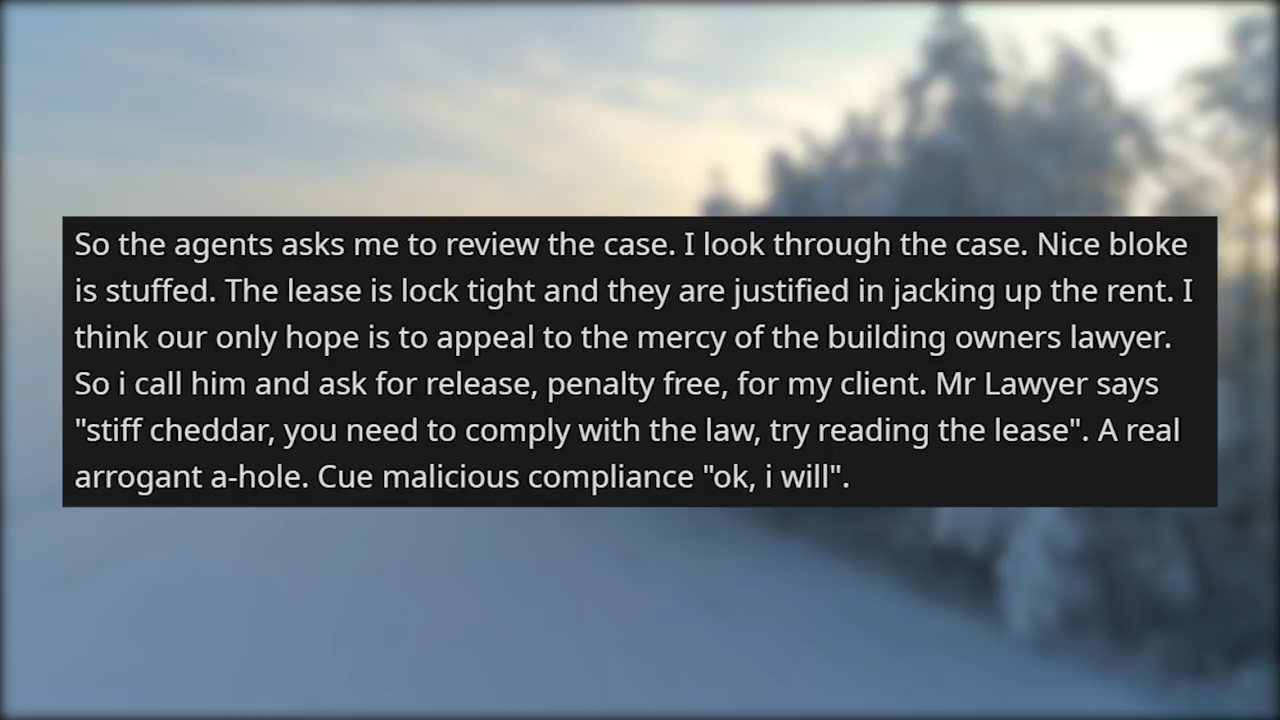 So the agents asks me to review the case. I look through the case. Nice bloke
is stuffed. The lease is lock tight and they are justified in jacking up the rent. I
think our only hope is to appeal to the mercy of the building owners lawyer.
So i call him and ask for release, penalty free, for my client. Mr Lawyer says
"stiff cheddar, you need to comply with the law, try reading the lease". A real
arrogant a-hole. Cue malicious compliance "ok, i will".